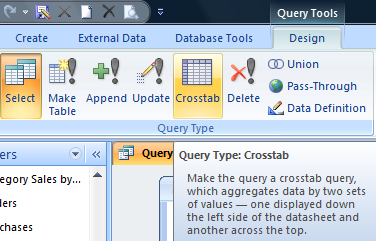 Query Tools
Create External Data Database Tools Design
Select Make Table Append Update Crosstab Delete
Union
Pass-Through
Data Definition
Query Type
Query
Query Type: Crosstab
Make the query a crosstab query,
which aggregates data by two sets
of values — one displayed down
the left side of the datasheet and
another across the top.
ers
egory Sales by...
ders
chases